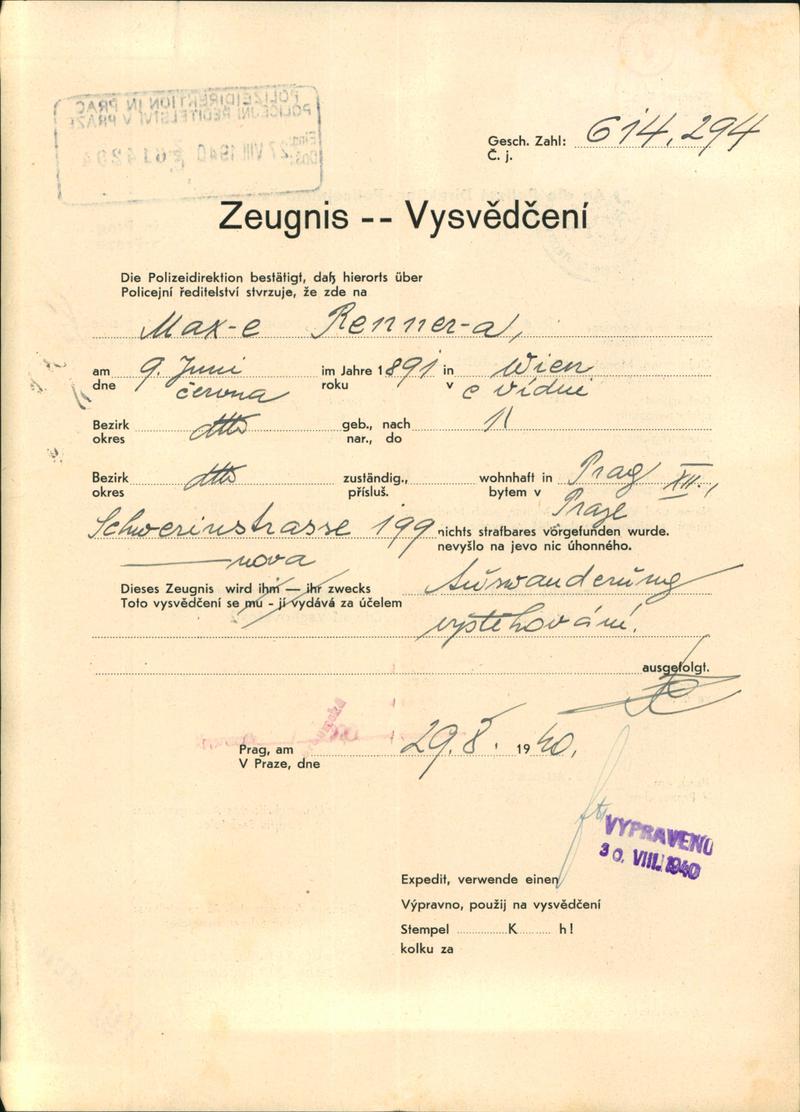 POLIZEIDIREKTION IN PRAG
POLICEJNÍ ŘEDITELSTVÍ V PRAZE
27 VIII 1940
Gesch. Zahl: 614,294
Č. j.
Zeugnis -- Vysvědčení
Die Polizeidirektion bestätigt, daß hierorts über
Policejní ředitelství stvrzuje, že zde na
Max-e Renner-a,
am 9. Juni im Jahre 1891 in Wien
dne června roku v Vídni
Bezirk dtto geb., nach
okres nar., do
Bezirk dtto zuständig., wohnhaft in Prag XII.,
okres přísluš. bytem v Praze
Schwerinstrasse 199 nichts strafbares vorgefunden wurde.
nova nevyšlo na jevo nic úhonného.
Dieses Zeugnis wird ihm — ihr zwecks Auswanderung
Toto vysvědčení se mu - jí vydává za účelem
vystěhování.
ausgefolgt.
Prag, am 29.8. 1940.
V Praze, dne
VYPRAVENO
30. VIII. 1940
Expedit, verwende einen
Výpravno, použij na vysvědčení
Stempel K h!
kolku za